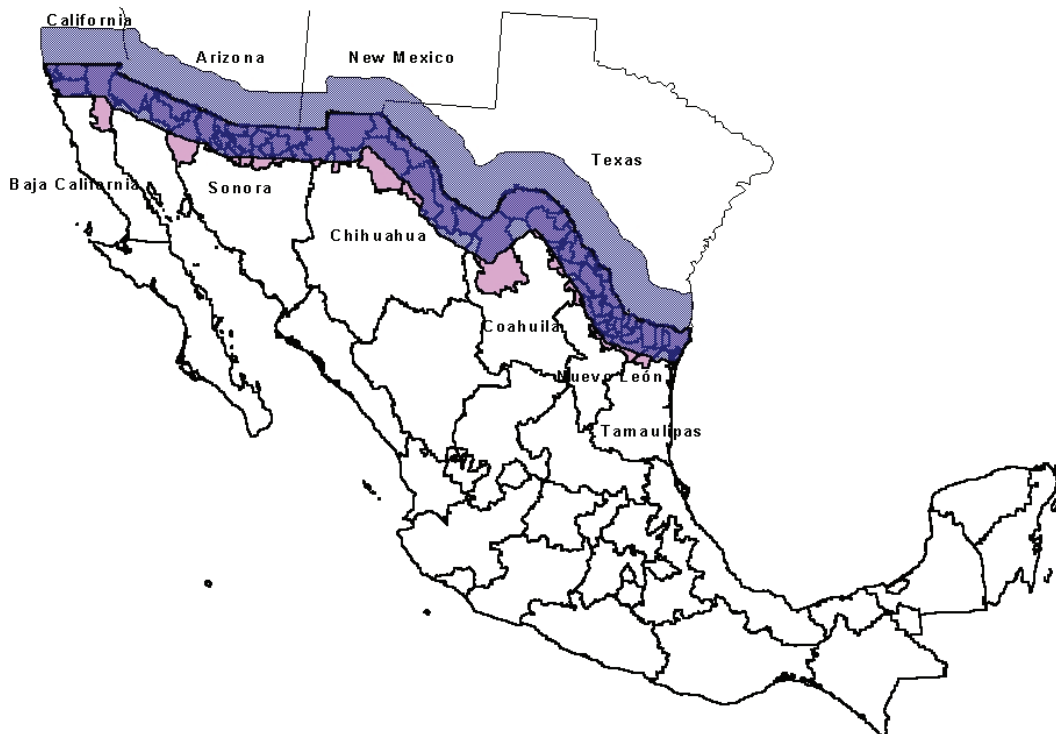 California
Arizona
New Mexico
Texas
Baja California
Sonora
Chihuahua
Coahuila
Nuevo León
Tamaulipas